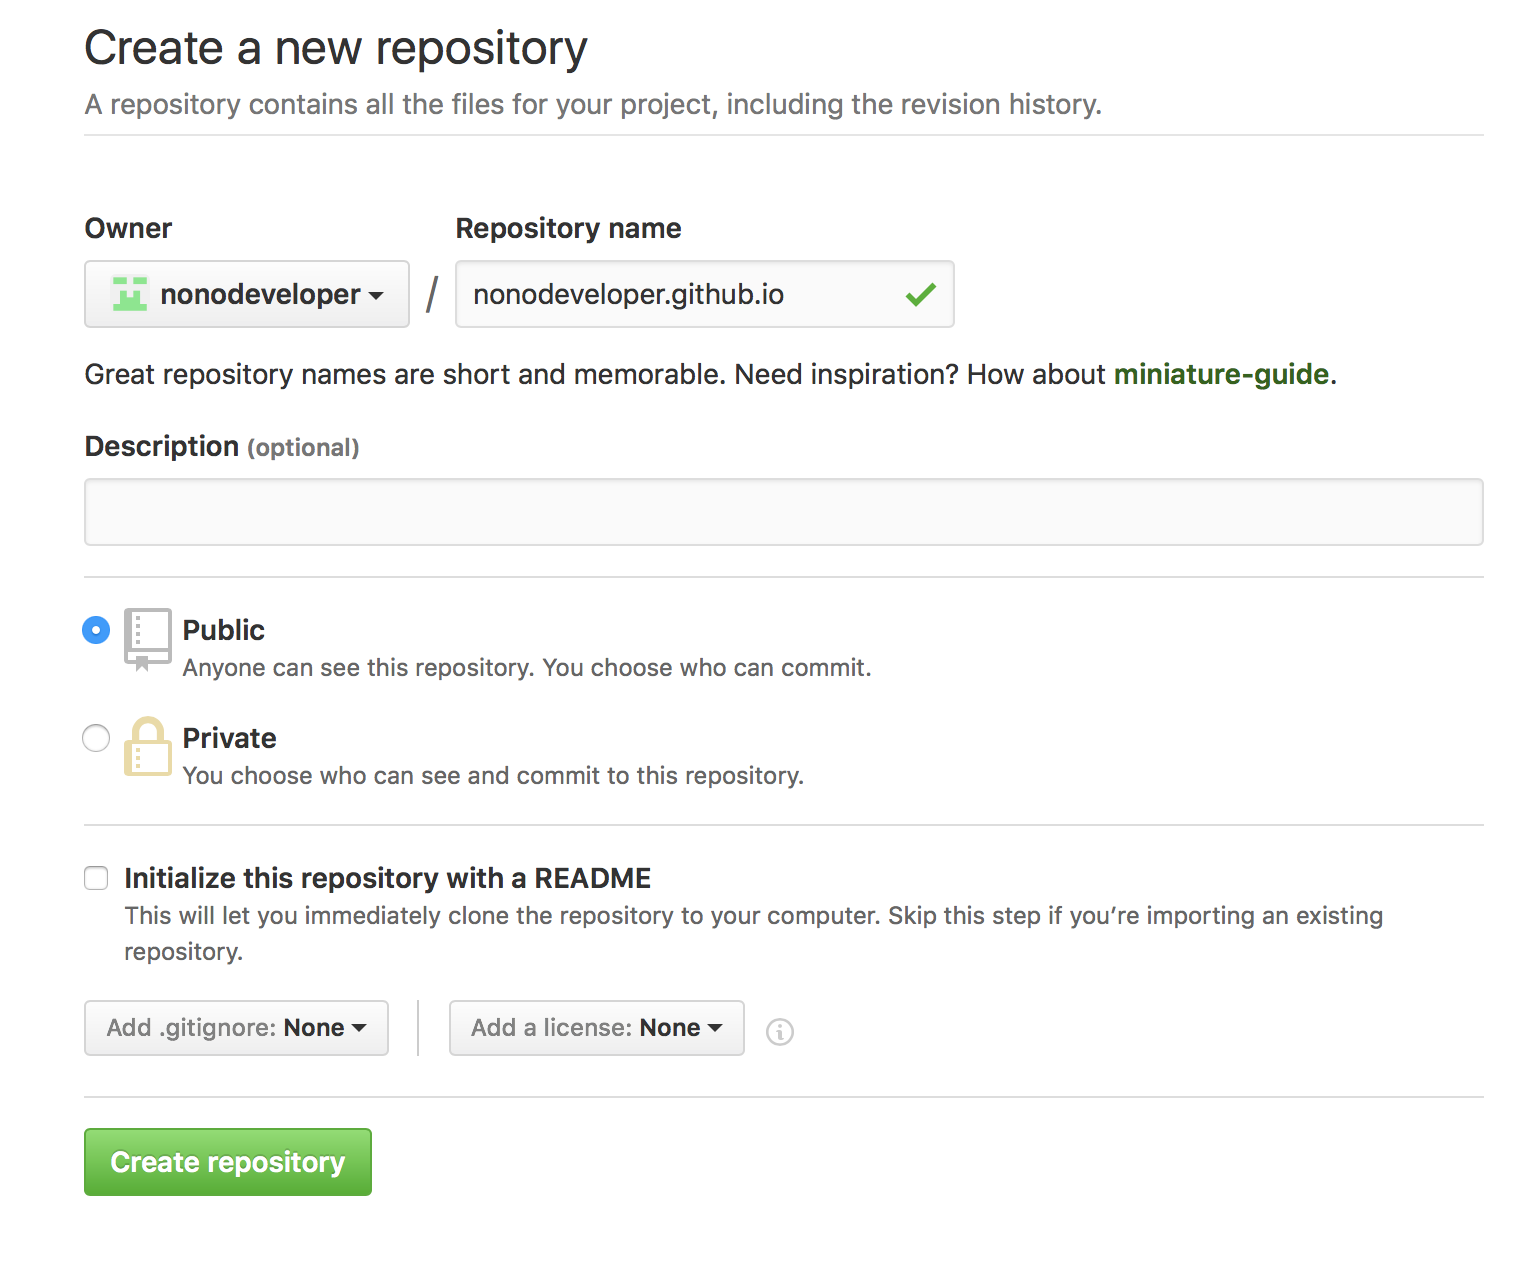 Create a new repository
A repository contains all the files for your project, including the revision history.
Owner
Repository name
nonodeveloper
/
nonodeveloper.github.io
Great repository names are short and memorable. Need inspiration? How about miniature-guide.
Description (optional)
Public
Anyone can see this repository. You choose who can commit.
Private
You choose who can see and commit to this repository.
Initialize this repository with a README
This will let you immediately clone the repository to your computer. Skip this step if you’re importing an existing
repository.
Add .gitignore: None
Add a license: None
Create repository